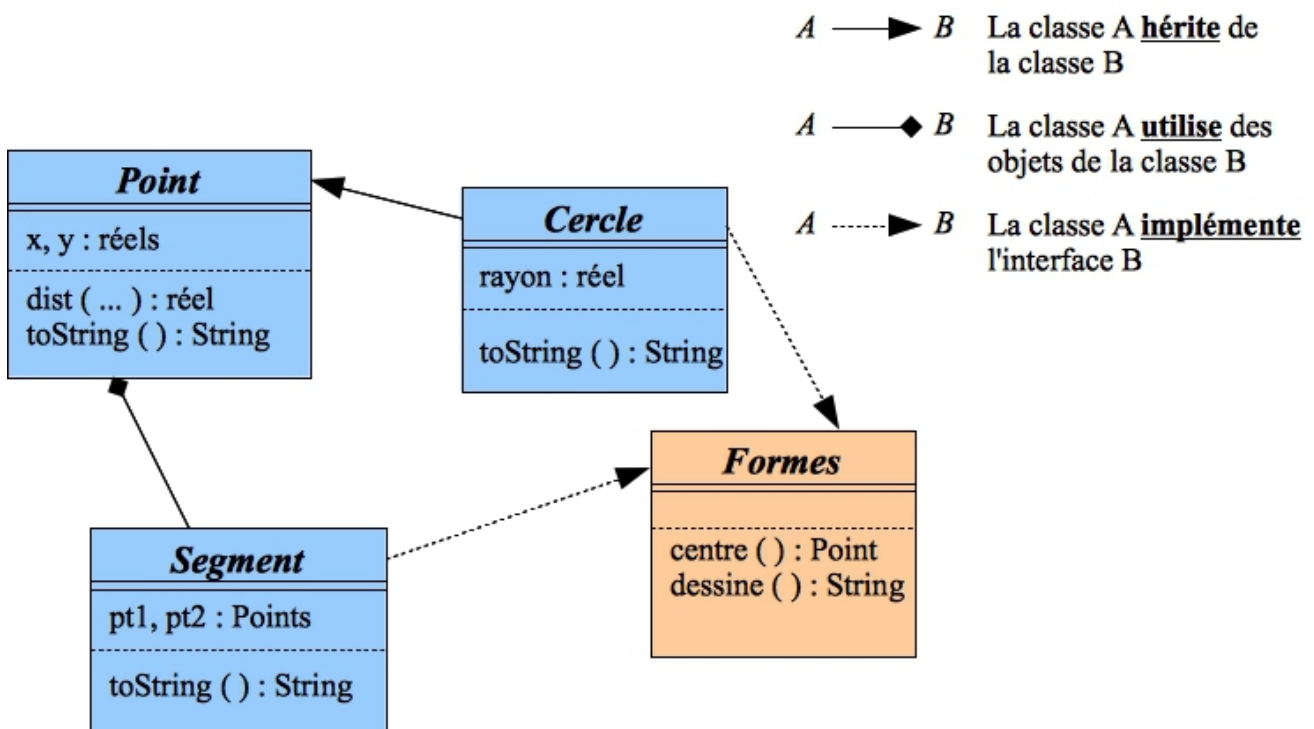 A B La classe A hérite de
la classe B
A B La classe A utilise des
objets de la classe B
A B La classe A implémente
l'interface B
Point
x, y : réels
dist ( ... ) : réel
toString ( ) : String
Cercle
rayon : réel
toString ( ) : String
Formes
centre ( ) : Point
dessine ( ) : String
Segment
pt1, pt2 : Points
toString ( ) : String